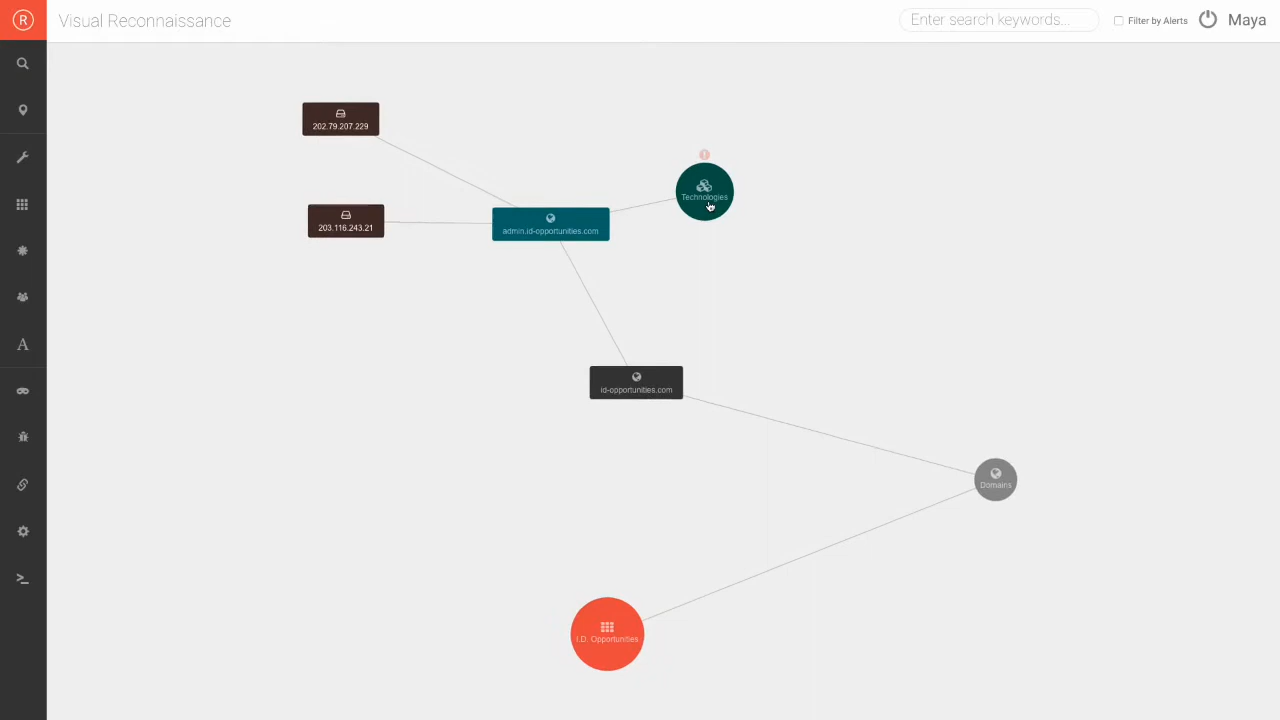 R
Visual Reconnaissance
Enter search keywords...
Filter by Alerts
Maya
202.79.207.229
Technologies
203.116.243.21
admin.id-opportunities.com
A
id-opportunities.com
Domains
I.D. Opportunities